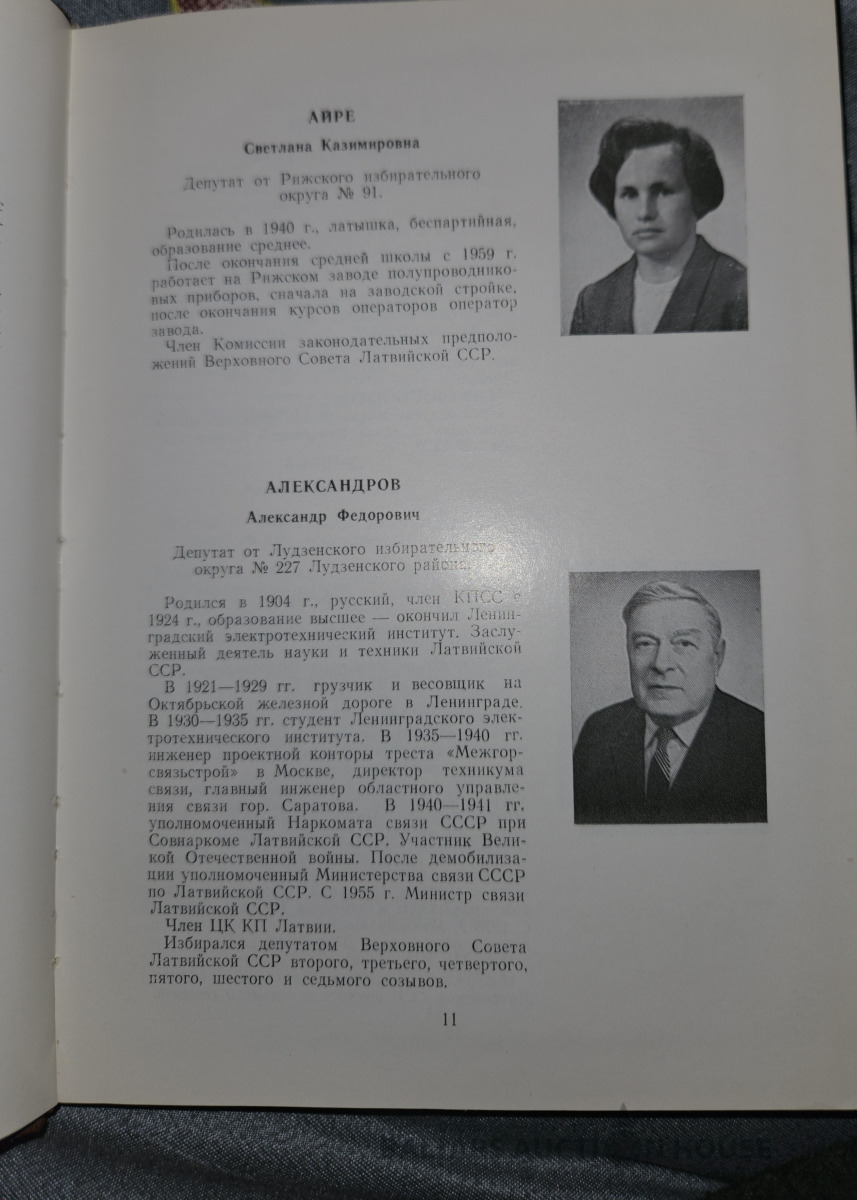 АЙРЕ
Светлана Казимировна
Депутат от Рижского избирательного
округа № 91.
Родилась в 1940 г., латышка, беспартийная,
образование среднее.
После окончания средней школы с 1959 г.
работает на Рижском заводе полупроводнико-
вых приборов, сначала на заводской стройке,
после окончания курсов операторов оператор
завода.
Член Комиссии законодательных предполо-
жений Верховного Совета Латвийской ССР.
АЛЕКСАНДРОВ
Александр Федорович
Депутат от Лудзенского избирательного
округа № 227 Лудзенского района.
Родился в 1904 г., русский, член КПСС с
1924 г., образование высшее — окончил Ленин-
градский электротехнический институт. Заслу-
женный деятель науки и техники Латвийской
ССР.
В 1921—1929 гг. грузчик и весовщик на
Октябрьской железной дороге в Ленинграде.
В 1930—1935 гг. студент Ленинградского элек-
тротехнического института. В 1935—1940 гг.
инженер проектной конторы треста «Межгор-
связьстрой» в Москве, директор техникума
связи, главный инженер областного управле-
ния связи гор. Саратова. В 1940—1941 гг.
уполномоченный Наркомата связи СССР при
Совнаркоме Латвийской ССР. Участник Вели-
кой Отечественной войны. После демобилиза-
ции уполномоченный Министерства связи СССР
по Латвийской ССР. С 1955 г. Министр связи
Латвийской ССР.
Член ЦК КП Латвии.
Избирался депутатом Верховного Совета
Латвийской ССР второго, третьего, четвертого,
пятого, шестого и седьмого созывов.
11
AUCTION HOUSE